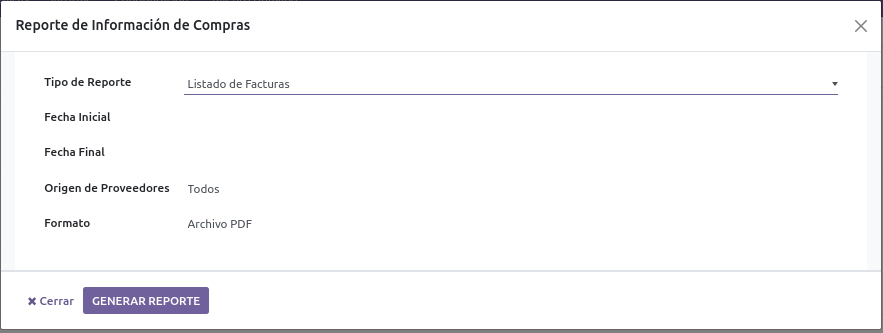 Reporte de Información de Compras
Tipo de Reporte Listado de Facturas
Fecha Inicial
Fecha Final
Origen de Proveedores Todos
Formato Archivo PDF
Cerrar GENERAR REPORTE